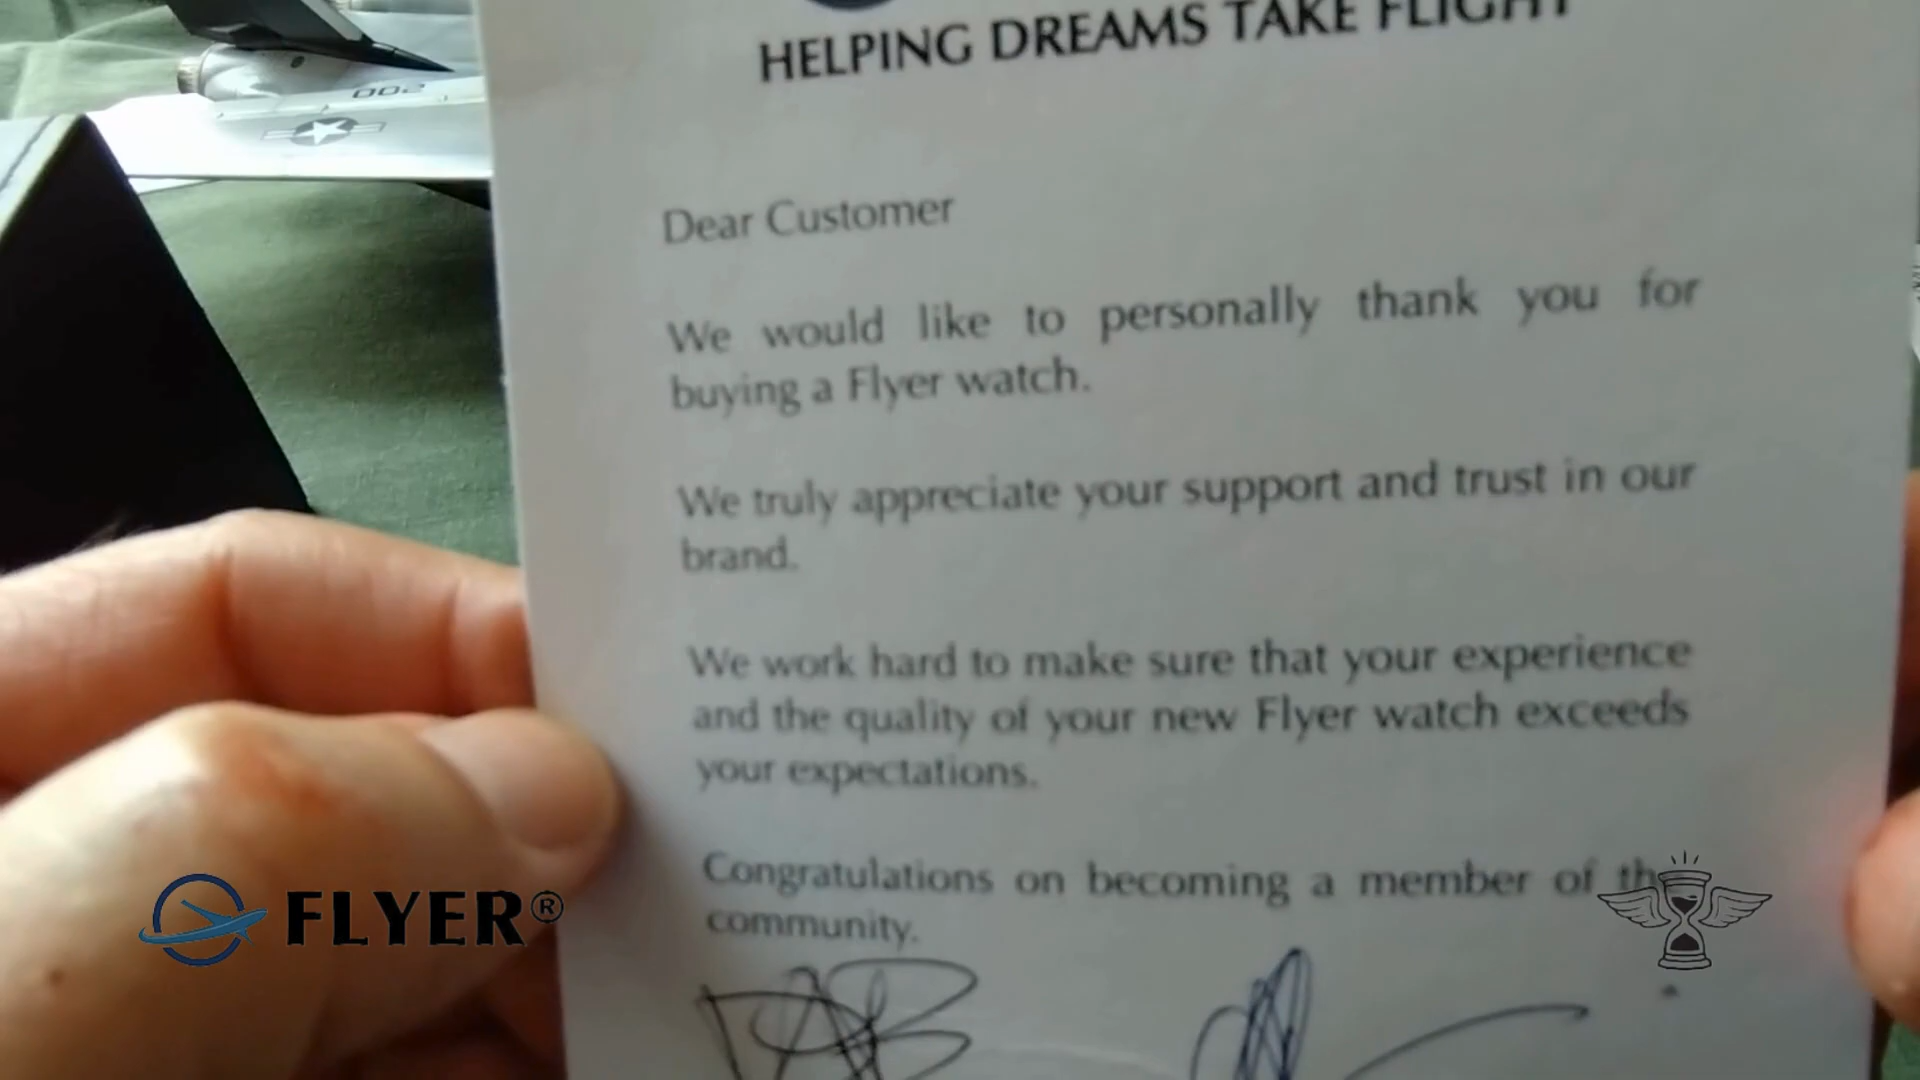 HELPING DREAMS TAKE FLIGHT
002
Dear Customer
We would like to personally thank you for
buying a Flyer watch.
We truly appreciate your support and trust in our
brand.
We work hard to make sure that your experience
and the quality of your new Flyer watch exceeds
your expectations.
Congratulations on becoming a member of the
community.
FLYER®